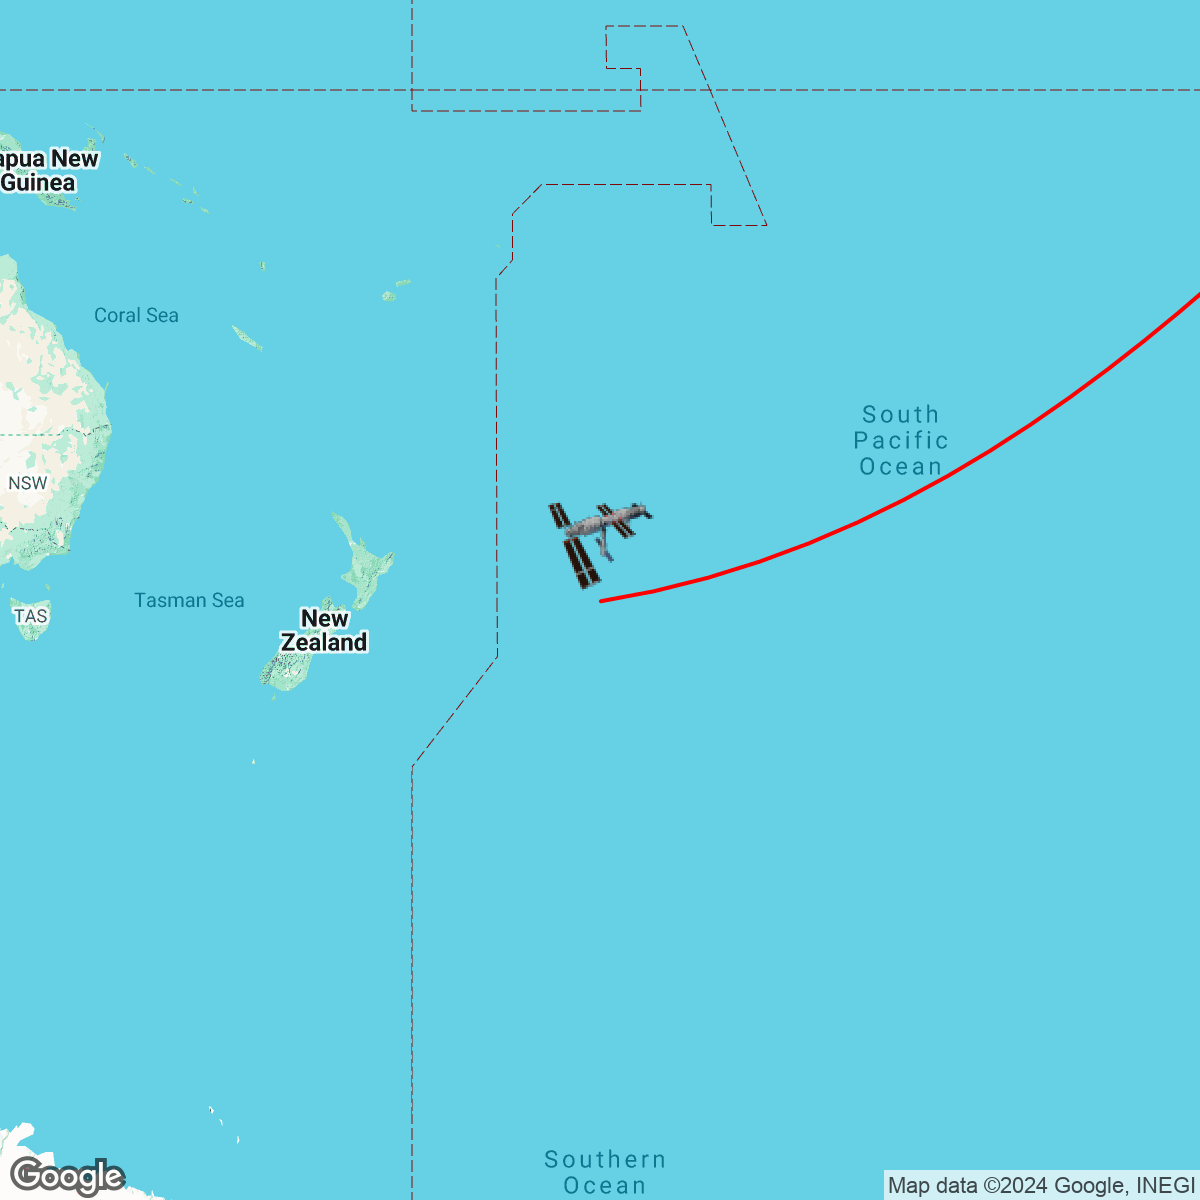 apua New
Guinea
Coral Sea
South
Pacific
Ocean
NSW
Tasman Sea
TAS
New
Zealand
Southern
Ocean
Google
Map data ©2024 Google, INEGI